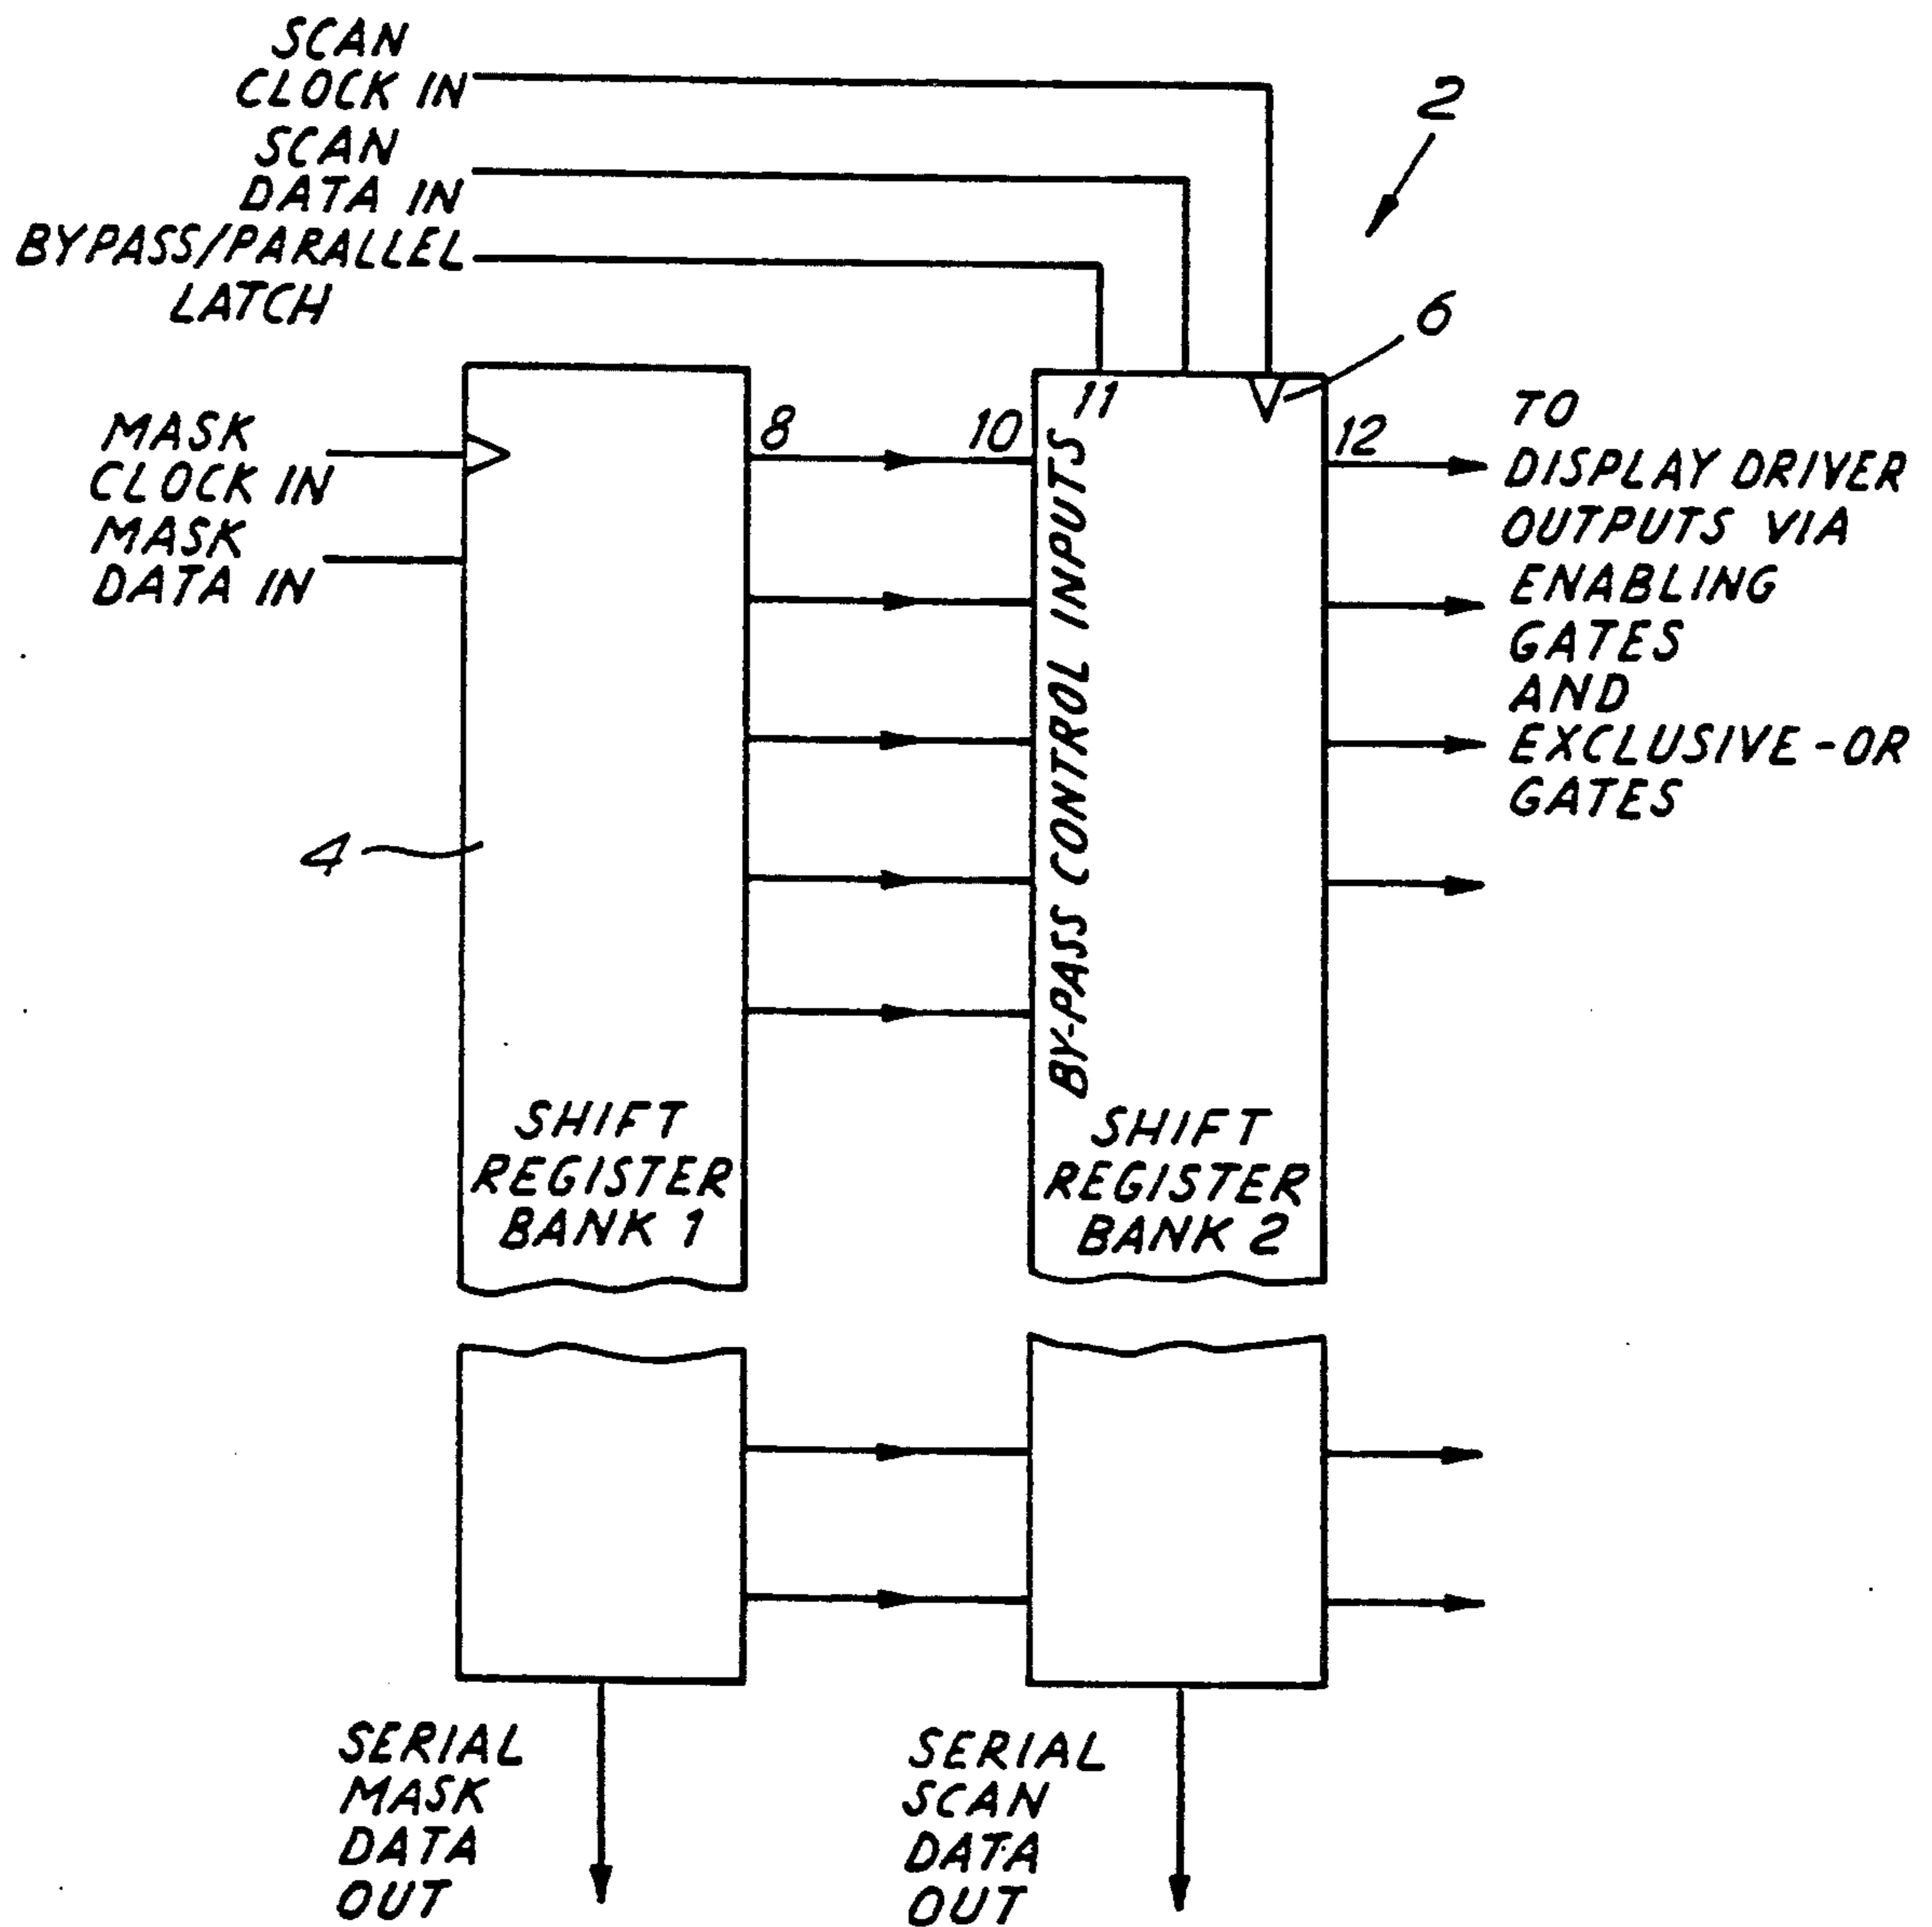 SCAN
CLOCK IN
SCAN
DATA IN
BYPASS/PARALLEL
LATCH
2
6
MASK
CLOCK IN
MASK
DATA IN
4
8
10
11
12
BY-PASS CONTROL INPUTS
TO
DISPLAY DRIVER
OUTPUTS VIA
ENABLING
GATES
AND
EXCLUSIVE-OR
GATES
SHIFT
REGISTER
BANK 1
SHIFT
REGISTER
BANK 2
SERIAL
MASK
DATA
OUT
SERIAL
SCAN
DATA
OUT